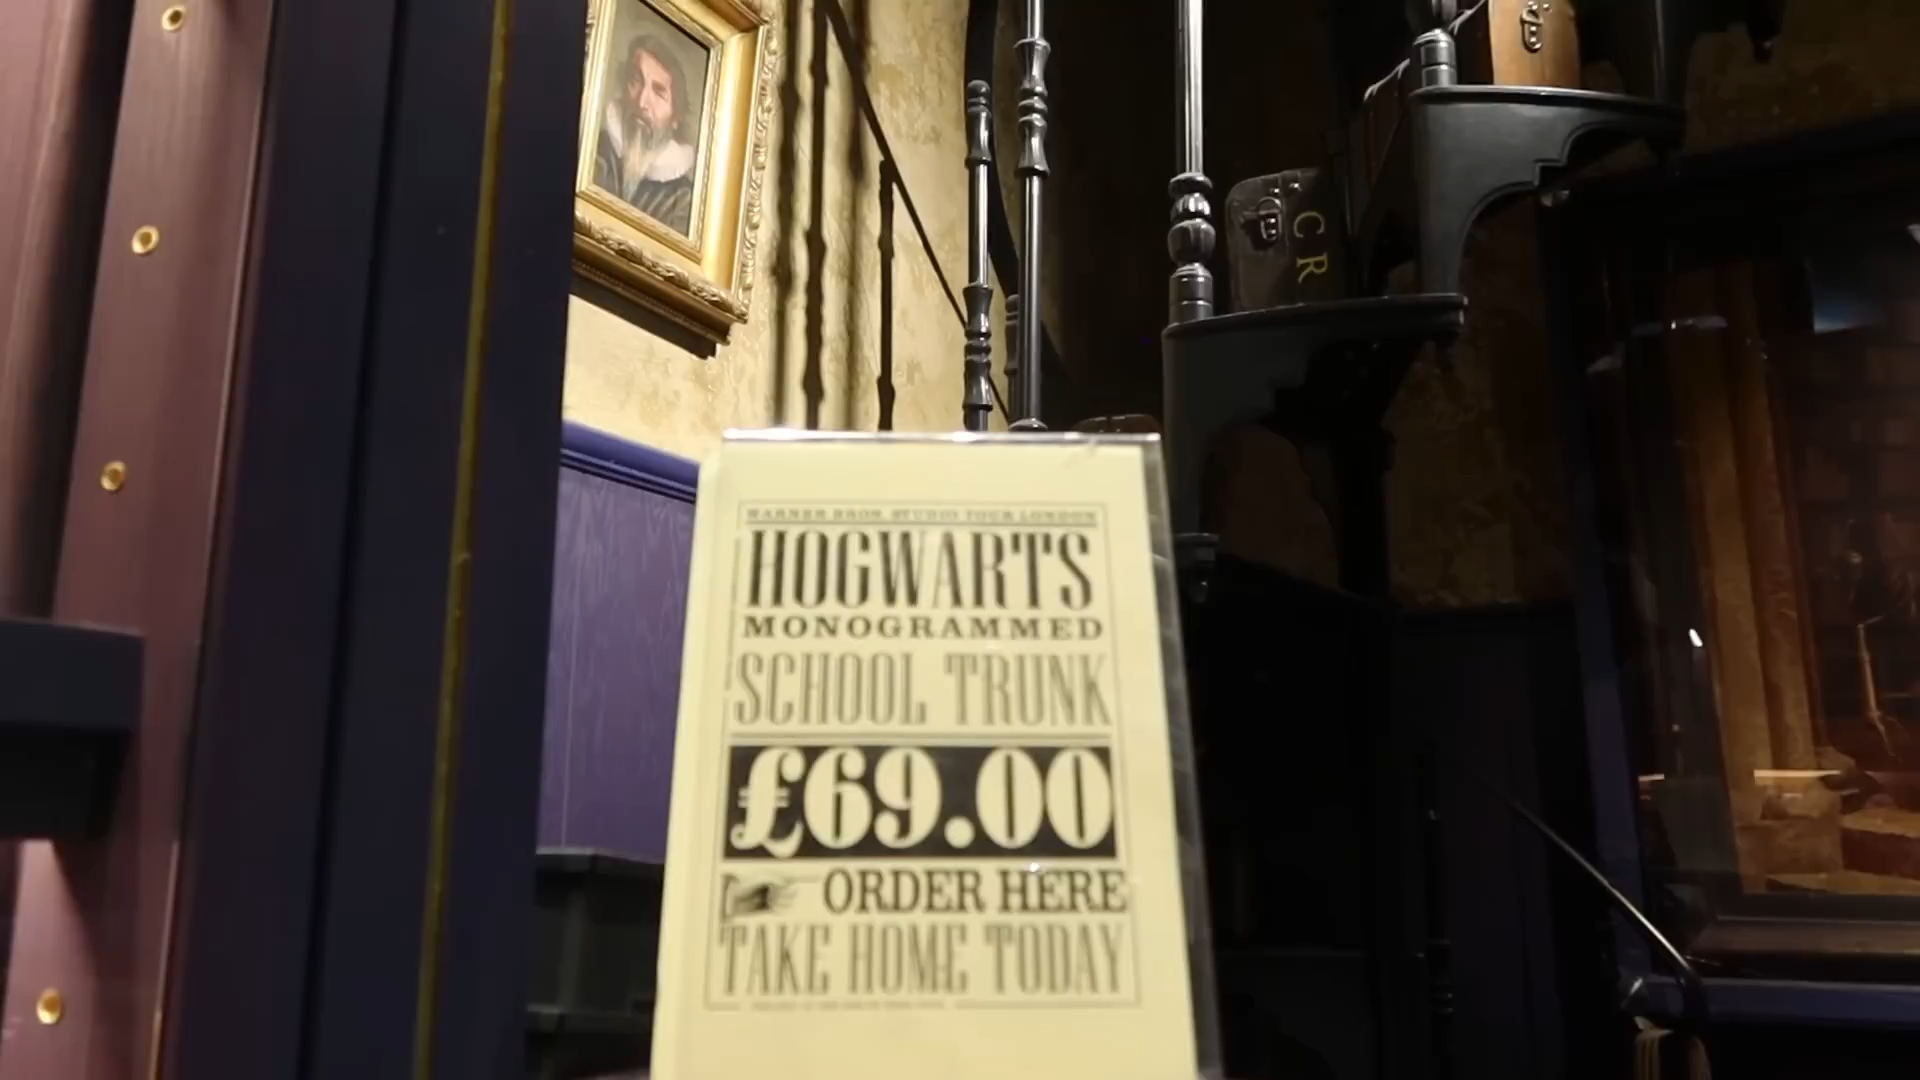 C R
WARNER BROS. STUDIO TOUR LONDON
HOGWARTS
MONOGRAMMED
SCHOOL TRUNK
£69.00
ORDER HERE
TAKE HOME TODAY